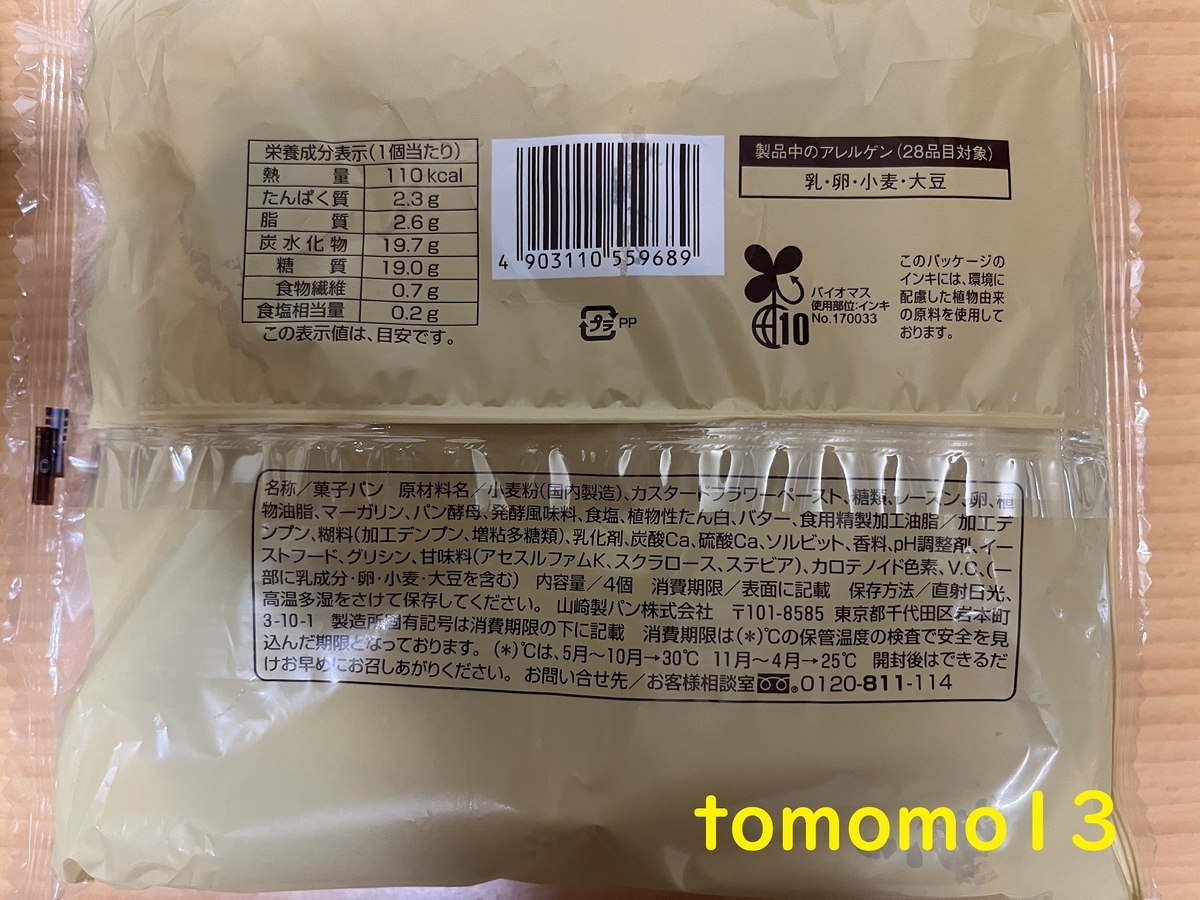 栄養成分表示(1個当たり)
熱量 110kcal
たんぱく質 2.3g
脂質 2.6g
炭水化物 19.7g
糖質 19.0g
食物繊維 0.7g
食塩相当量 0.2g
この表示値は、目安です。
4 903110 559689
プラ PP
製品中のアレルゲン(28品目対象)
乳・卵・小麦・大豆
バイオマス
使用部位:インキ
No.170033
10
このパッケージの
インキには、環境に
配慮した植物由来
の原料を使用して
おります。
名称/菓子パン 原材料名/小麦粉(国内製造)、カスタードフラワーペースト、糖類、レーズン、卵、植
物油脂、マーガリン、パン酵母、発酵風味料、食塩、植物性たん白、バター、食用精製加工油脂/加工デ
ンプン、糊料(加工デンプン、増粘多糖類)、乳化剤、炭酸Ca、硫酸Ca、ソルビット、香料、pH調整剤、イー
ストフード、グリシン、甘味料(アセスルファムK、スクラロース、ステビア)、カロテノイド色素、V.C、(一
部に乳成分・卵・小麦・大豆を含む) 内容量/4個 消費期限/表面に記載 保存方法/直射日光、
高温多湿をさけて保存してください。 山崎製パン株式会社 〒101-8585 東京都千代田区岩本町
3-10-1 製造所固有記号は消費期限の下に記載 消費期限は(*)℃の保管温度の検査で安全を見
込んだ期限となっております。 (*)℃は、5月〜10月→30℃ 11月〜4月→25℃ 開封後はできるだ
けお早めにお召しあがりください。 お問い合せ先/お客様相談室 0120-811-114
tomomo13